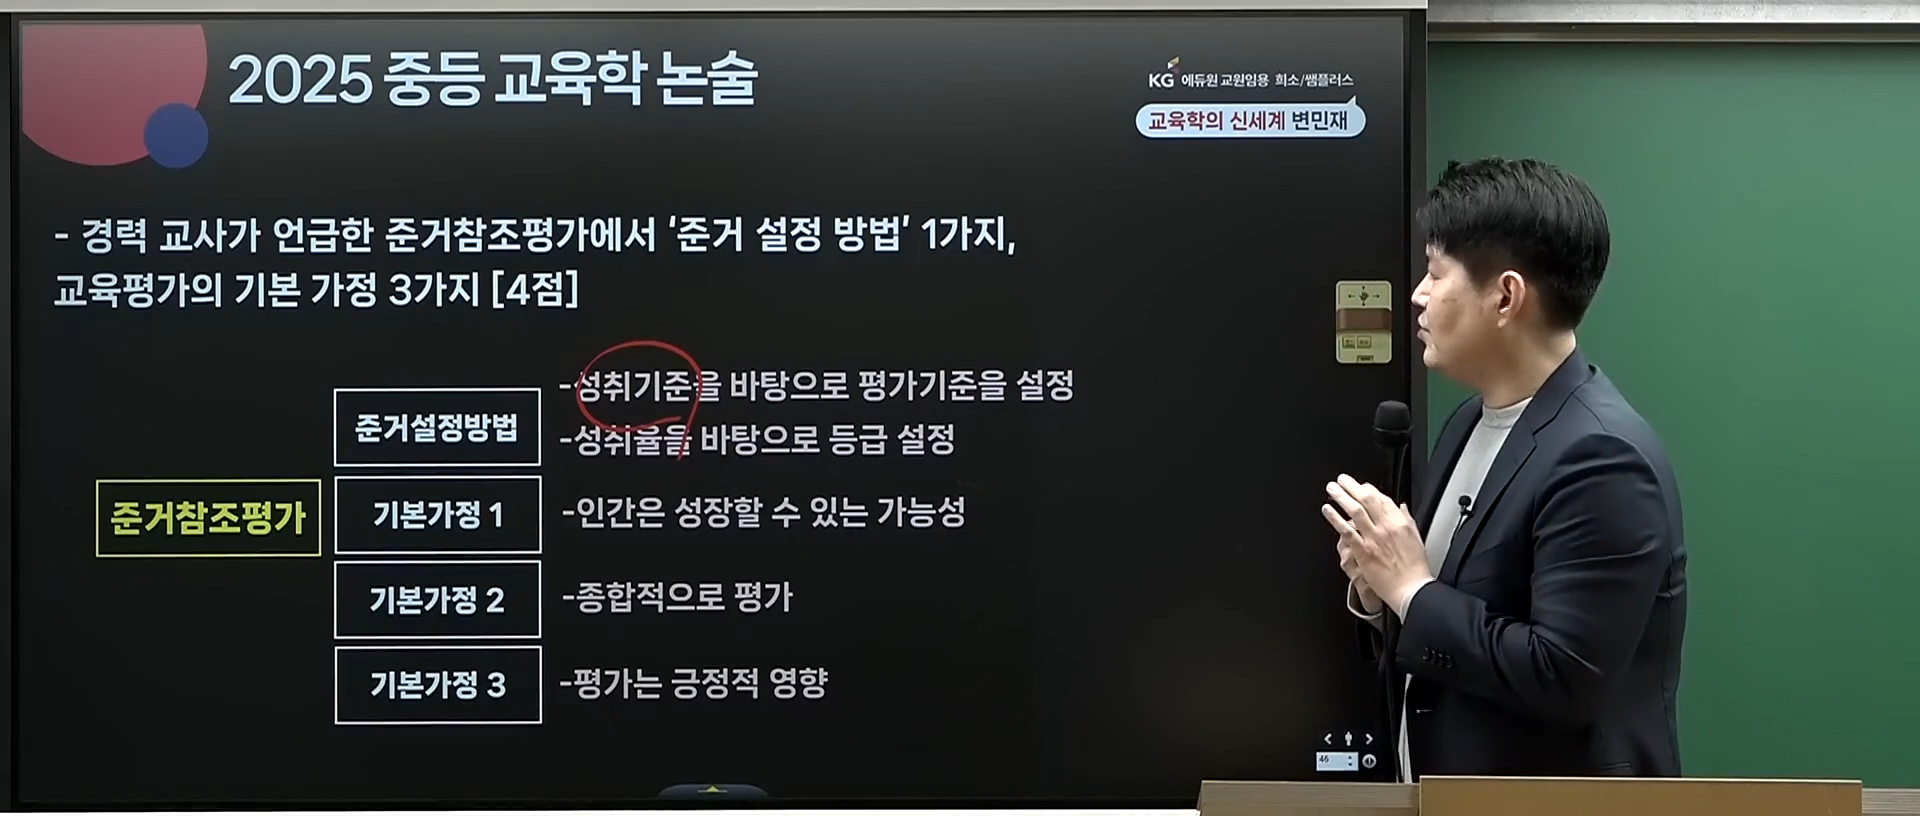 2025 중등 교육학 논술
KG 에듀원 교원임용 희소/쌤플러스
교육학의 신세계 변민재
- 경력 교사가 언급한 준거참조평가에서 ‘준거 설정 방법’ 1가지,
교육평가의 기본 가정 3가지 [4점]
준거참조평가
준거설정방법
-성취기준을 바탕으로 평가기준을 설정
-성취율을 바탕으로 등급 설정
기본가정 1
-인간은 성장할 수 있는 가능성
기본가정 2
-종합적으로 평가
기본가정 3
-평가는 긍정적 영향
46